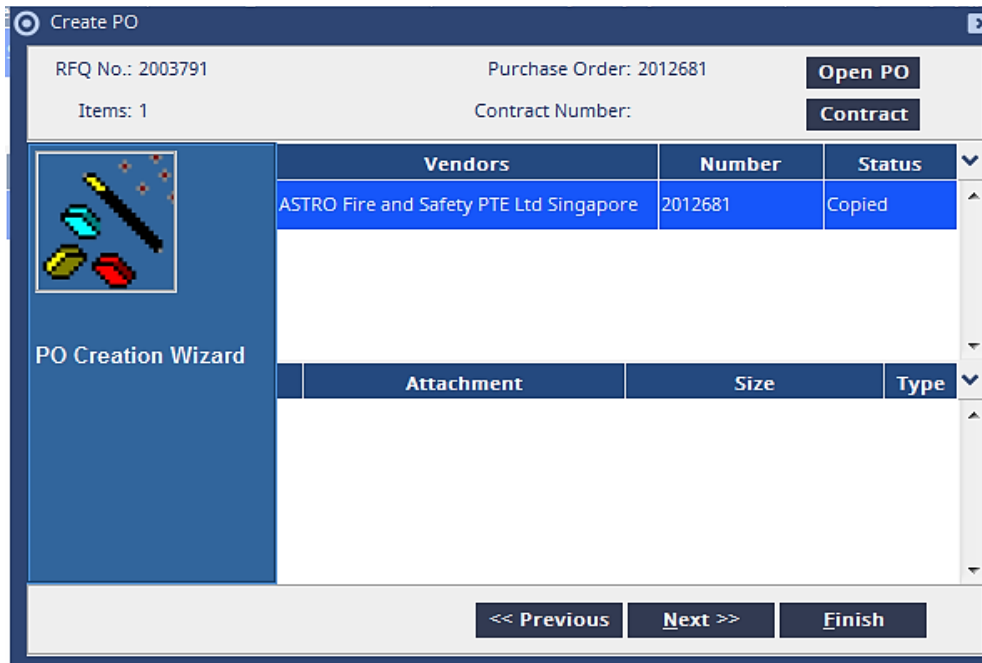 Create PO
RFQ No.: 2003791 Purchase Order: 2012681 Open PO
Items: 1 Contract Number: Contract
Vendors Number Status
ASTRO Fire and Safety PTE Ltd Singapore 2012681 Copied
PO Creation Wizard
Attachment Size Type
<< Previous Next >> Finish